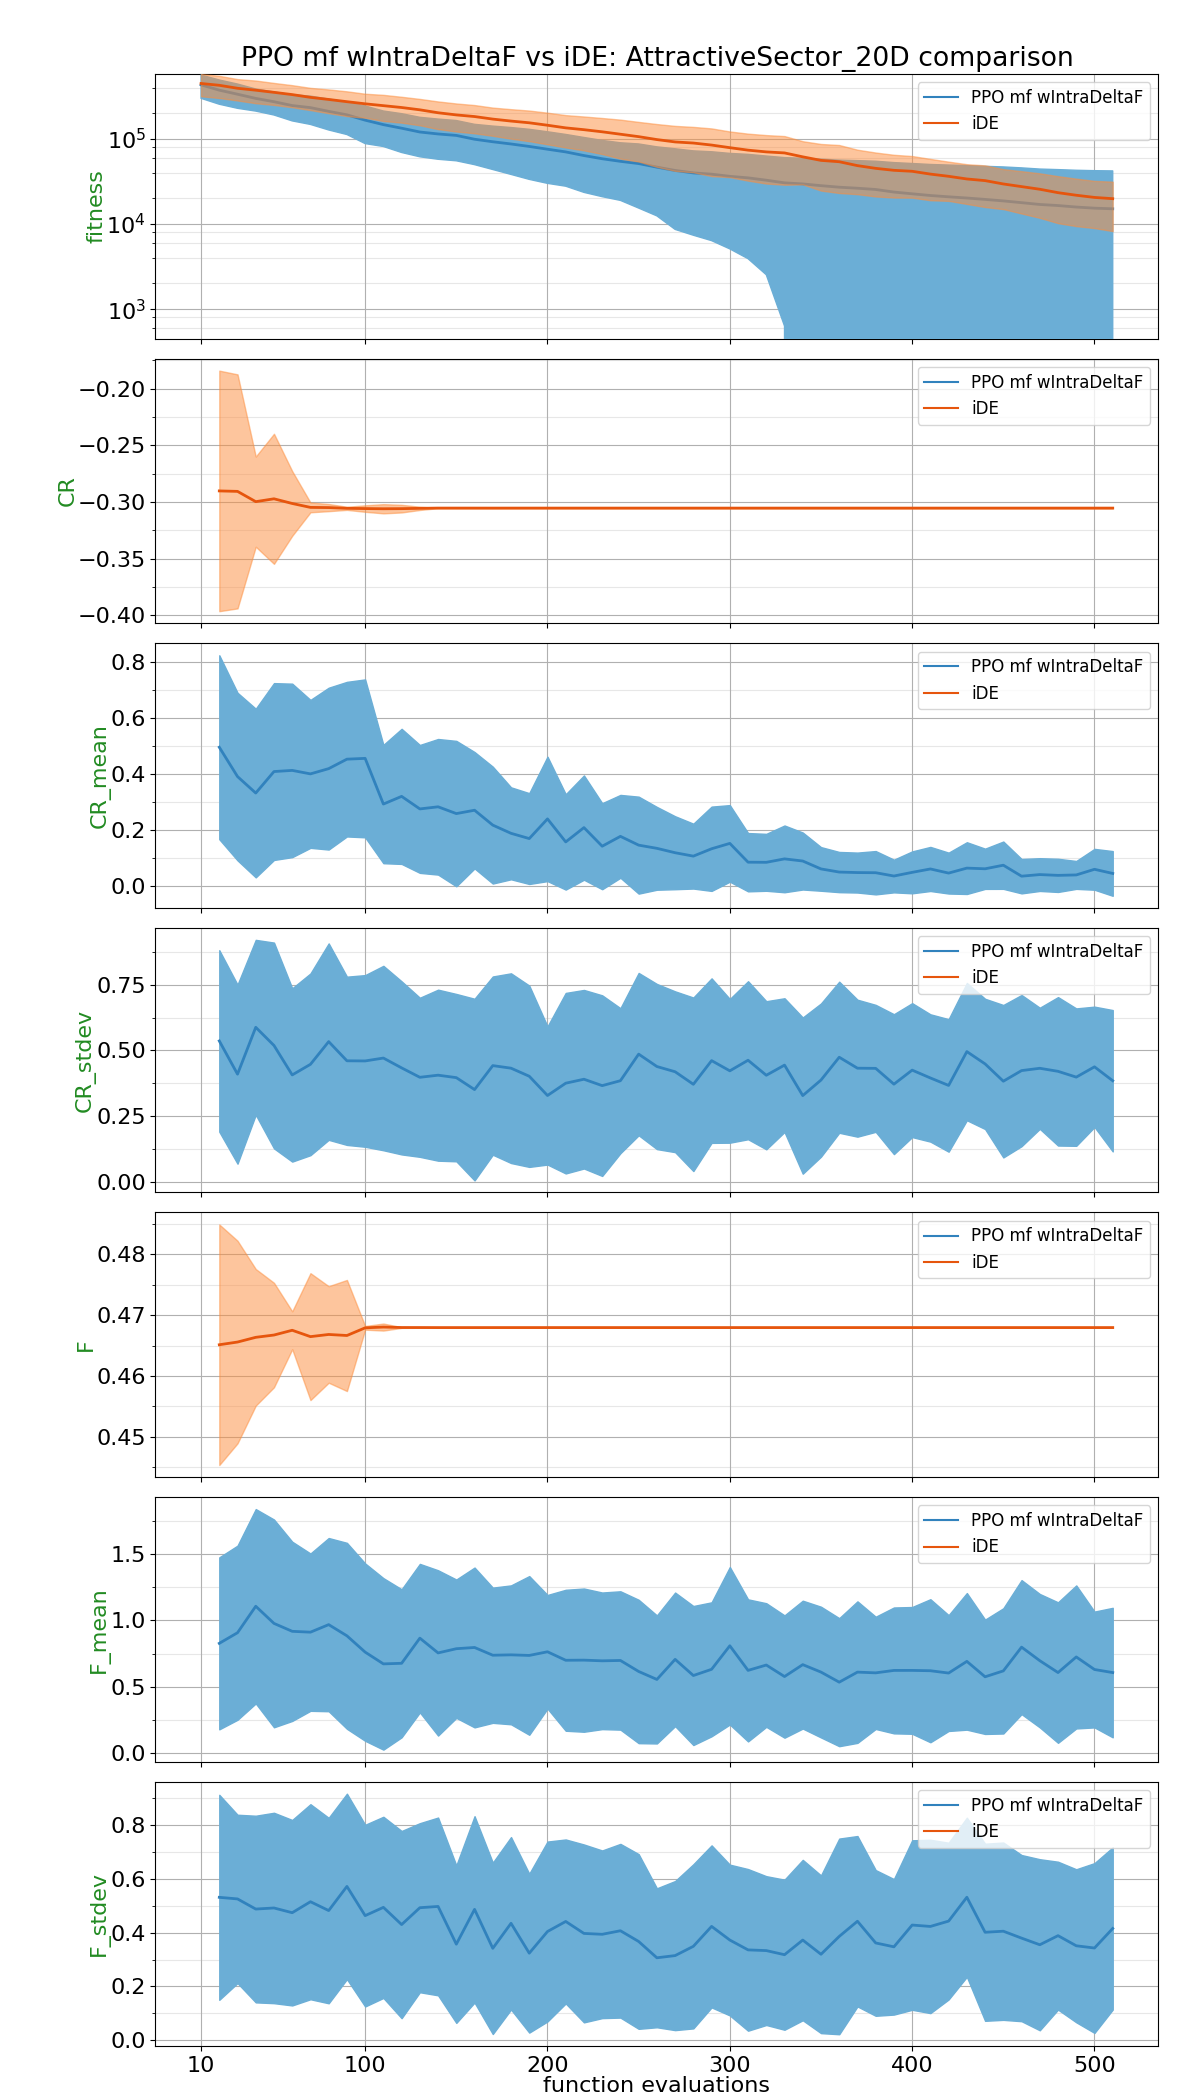 PPO mf wIntraDeltaF vs iDE: AttractiveSector_20D comparison
fitness
10^5
10^4
10^3
PPO mf wIntraDeltaF
iDE
CR
−0.20
−0.25
−0.30
−0.35
−0.40
PPO mf wIntraDeltaF
iDE
CR_mean
0.8
0.6
0.4
0.2
0.0
PPO mf wIntraDeltaF
iDE
CR_stdev
0.75
0.50
0.25
0.00
PPO mf wIntraDeltaF
iDE
F
0.48
0.47
0.46
0.45
PPO mf wIntraDeltaF
iDE
F_mean
1.5
1.0
0.5
0.0
PPO mf wIntraDeltaF
iDE
F_stdev
0.8
0.6
0.4
0.2
0.0
PPO mf wIntraDeltaF
iDE
10 100 200 300 400 500
function evaluations